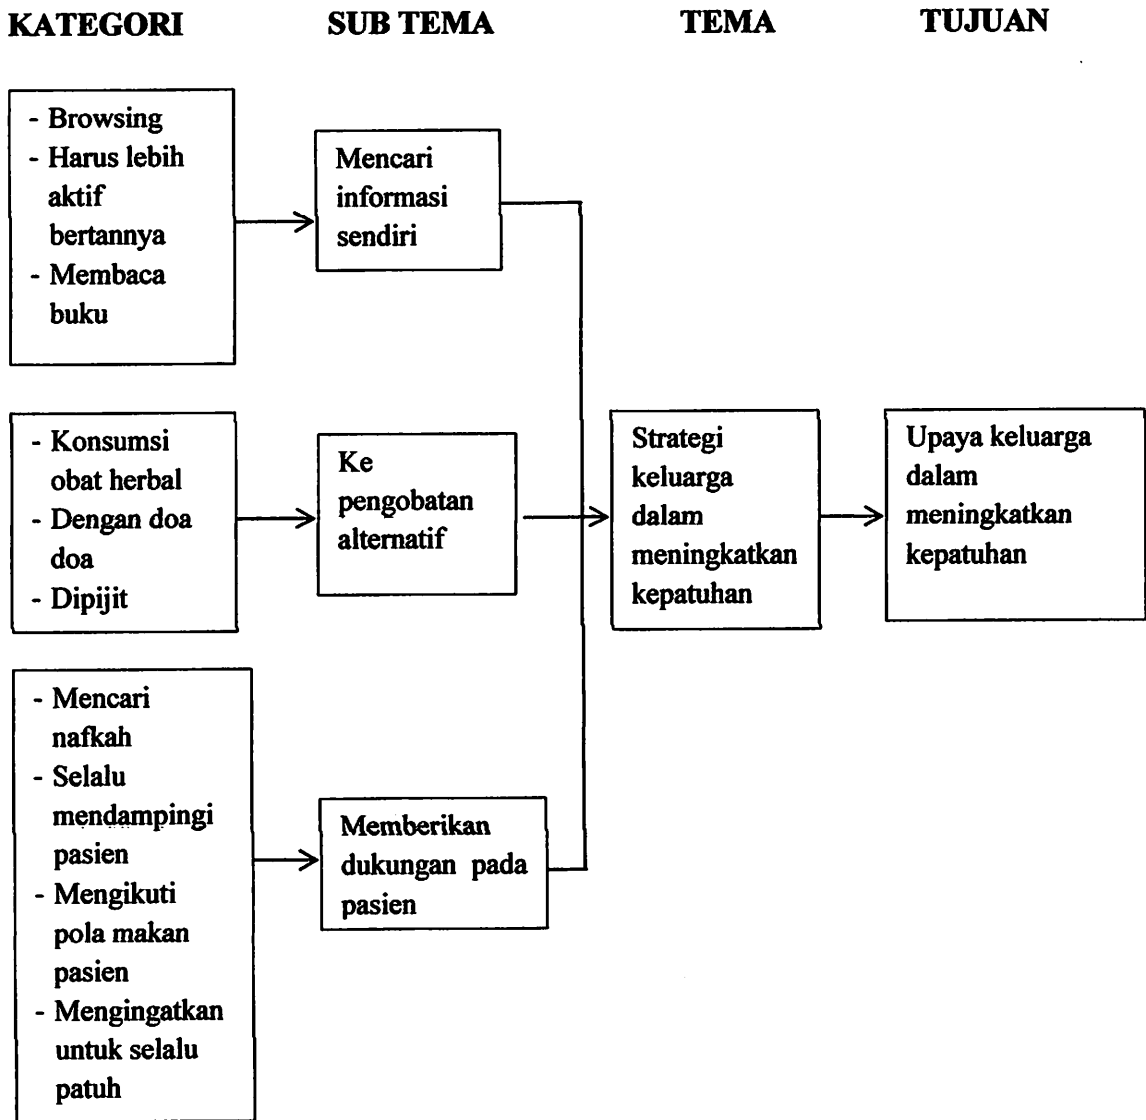 KATEGORI SUB TEMA TEMA TUJUAN
- Browsing
- Harus lebih
aktif
bertannya
- Membaca
buku
Mencari
informasi
sendiri
- Konsumsi
obat herbal
- Dengan doa
doa
- Dipijit
Ke
pengobatan
alternatif
Strategi
keluarga
dalam
meningkatkan
kepatuhan
Upaya keluarga
dalam
meningkatkan
kepatuhan
- Mencari
nafkah
- Selalu
mendampingi
pasien
- Mengikuti
pola makan
pasien
- Mengingatkan
untuk selalu
patuh
Memberikan
dukungan pada
pasien